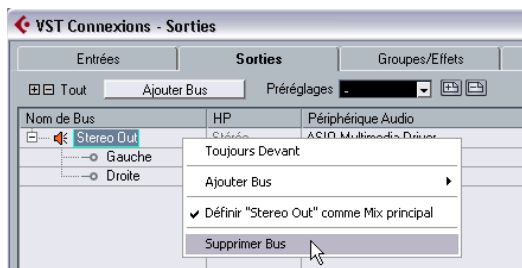 VST Connexions - Sorties
Entrées Sorties Groupes/Effets
Tout Ajouter Bus Préréglages -
Nom de Bus HP Périphérique Audio
Stereo Out Stéréo ASIO Multimedia Driver
Gauche
Droite
Toujours Devant
Ajouter Bus
Définir "Stereo Out" comme Mix principal
Supprimer Bus